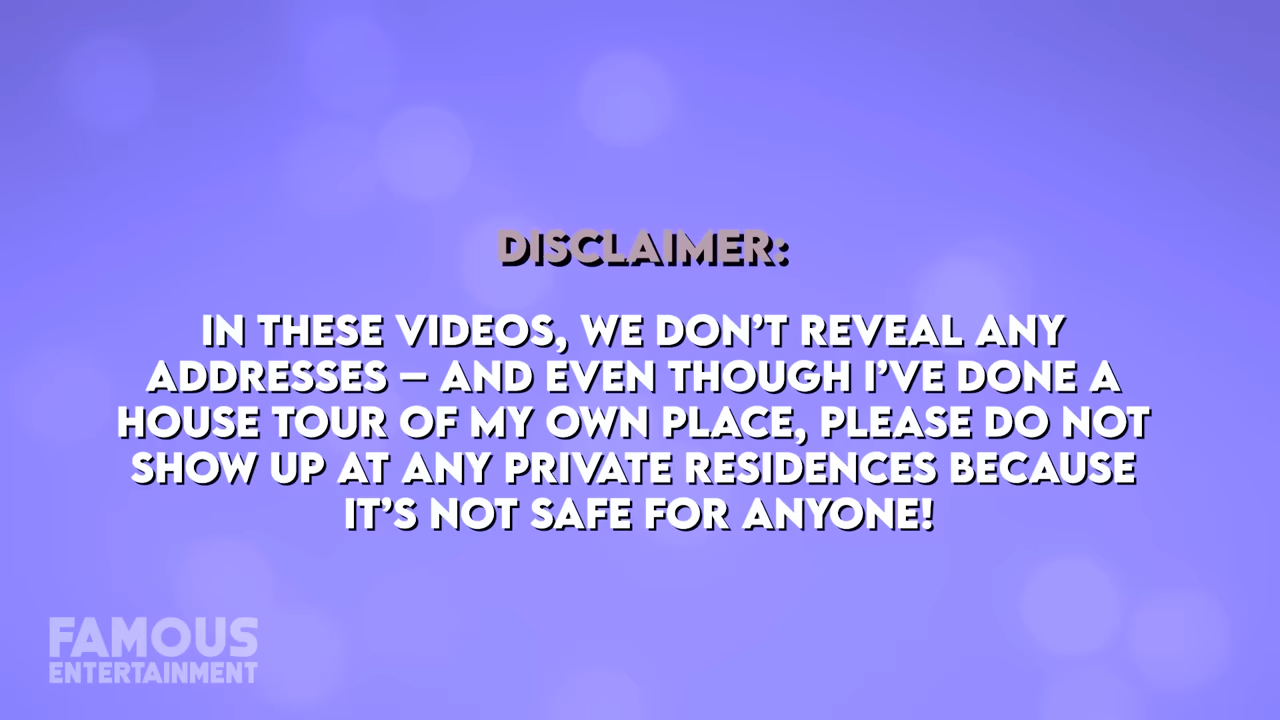 DISCLAIMER:
IN THESE VIDEOS, WE DON'T REVEAL ANY
ADDRESSES – AND EVEN THOUGH I'VE DONE A
HOUSE TOUR OF MY OWN PLACE, PLEASE DO NOT
SHOW UP AT ANY PRIVATE RESIDENCES BECAUSE
IT'S NOT SAFE FOR ANYONE!
FAMOUS
ENTERTAINMENT